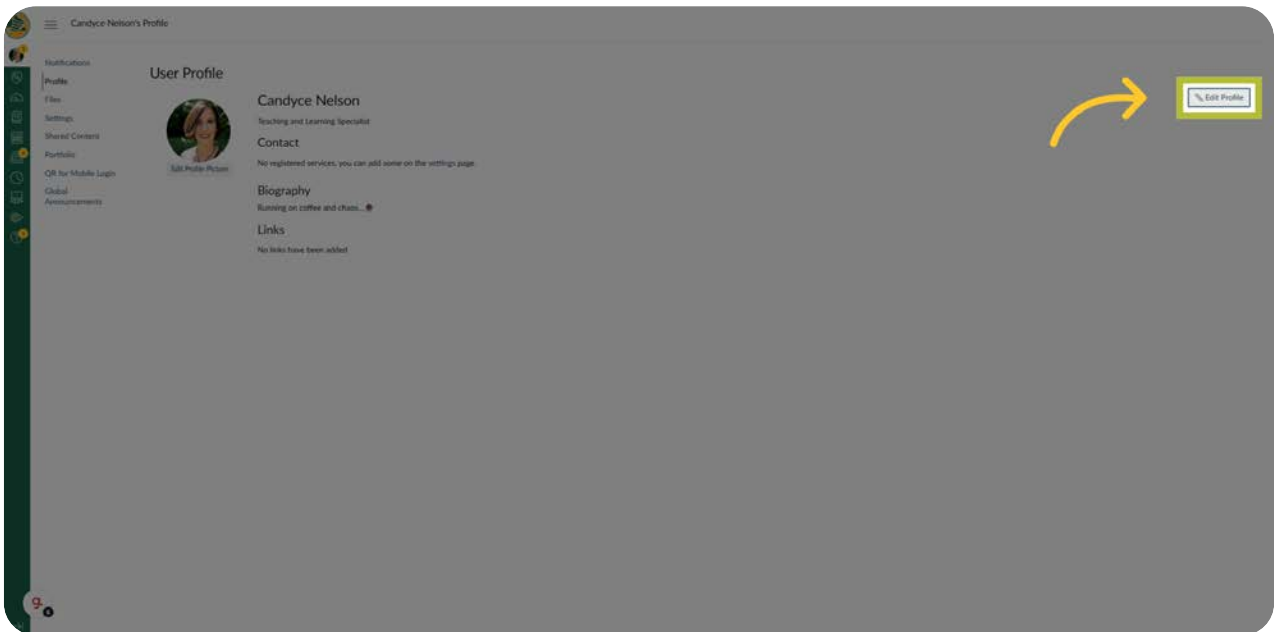 Candyce Nelson's Profile
Notifications
Profile
Files
Settings
Shared Content
Portfolio
QR for Mobile Login
Global
Announcements
User Profile
Edit Profile Picture
Candyce Nelson
Teaching and Learning Specialist
Contact
No registered services, you can add some on the settings page.
Biography
Running on coffee and chaos...
Links
No links have been added
Edit Profile
g.